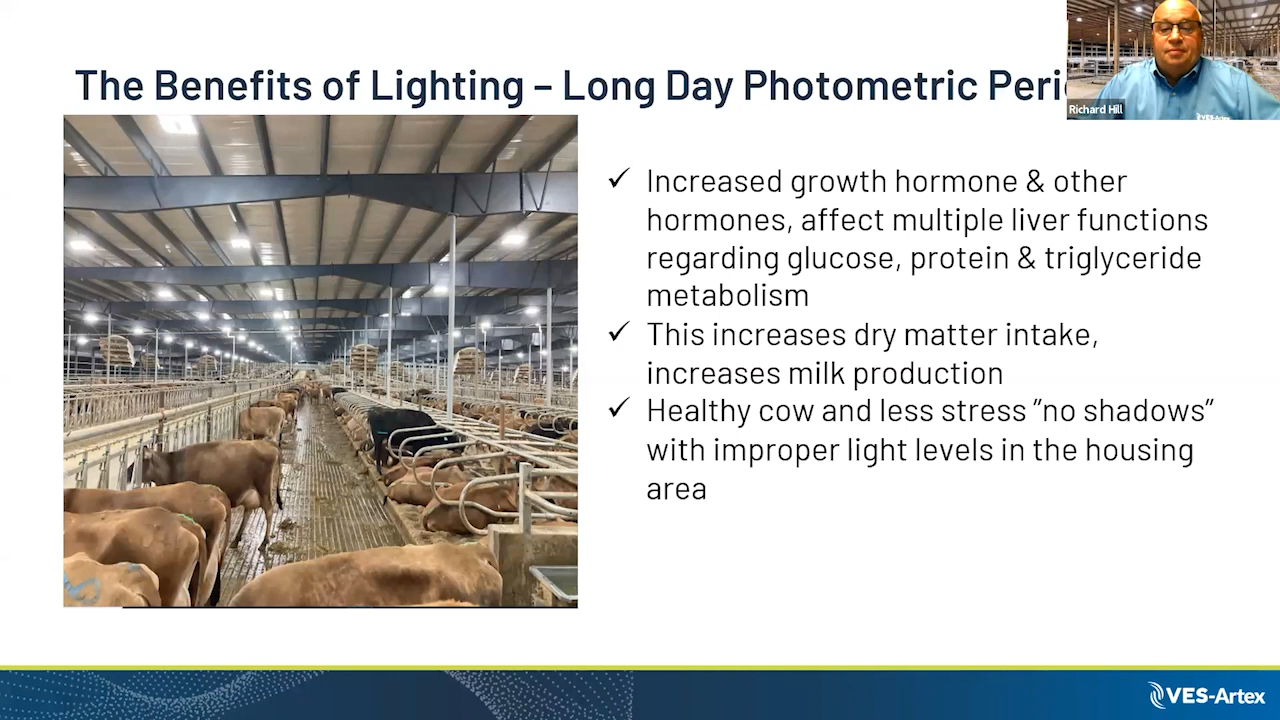 The Benefits of Lighting – Long Day Photometric Peri
Richard Hill
VES-Artex
✓ Increased growth hormone & other
hormones, affect multiple liver functions
regarding glucose, protein & triglyceride
metabolism
✓ This increases dry matter intake,
increases milk production
✓ Healthy cow and less stress ”no shadows”
with improper light levels in the housing
area
VES-Artex